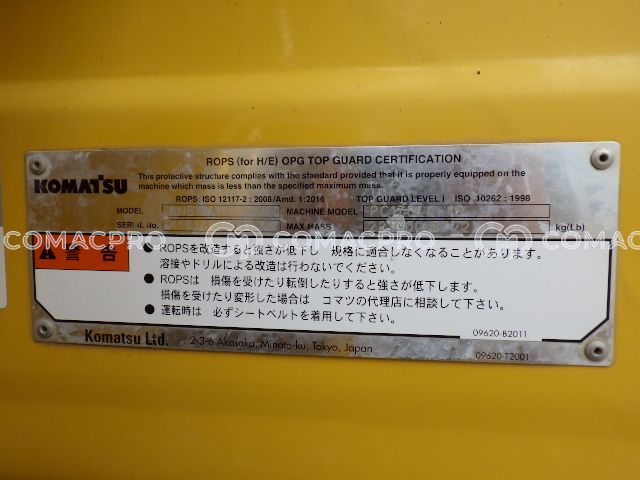 ROPS (for H/E) OPG TOP GUARD CERTIFICATION
KOMATSU
This protective structure complies with the standard provided that it is properly equipped on the
machine which mass is less than the specified maximum mass.
ROPS: ISO 12117-2 : 2008/Amd. 1:2016 TOP GUARD LEVEL I ISO 10262 : 1998
MODEL MACHINE MODEL
SERIAL No. MAX MASS kg(Lb)
COMACPRO COMACPRO COMACPRO COMACPRO
警告
● ROPSを改造すると強さが低下し 規格に適合しなくなることがあります。
溶接やドリルによる改造は行わないでください。
● ROPSは 損傷を受けたり転倒したりすると強さが低下します。
損傷を受けたり変形した場合は コマツの代理店に相談して下さい。
● 運転時は 必ずシートベルトを着用して下さい。
09620-B2011
Komatsu Ltd. 2-3-6 Akasaka, Minato-ku, Tokyo, Japan
09620-T2001